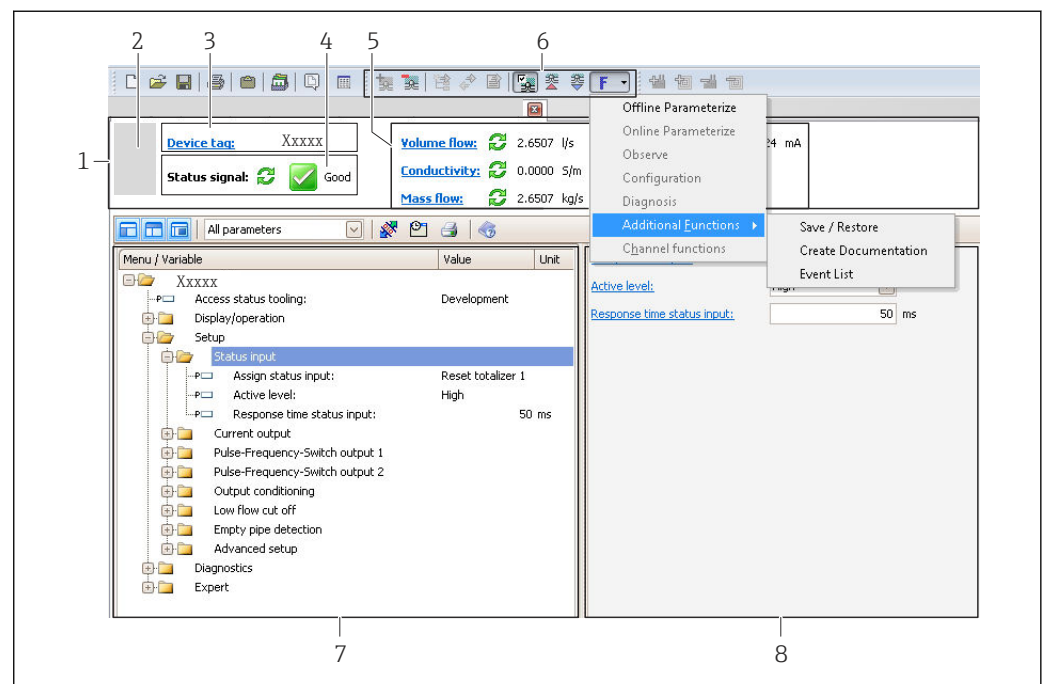 2 3 4 5 6
F
Offline Parameterize
Online Parameterize
Observe
Configuration
Diagnosis
Additional Functions
Channel functions
Save / Restore
Create Documentation
Event List
1
Device tag: Xxxxx
Status signal: Good
Volume flow: 2.6507 l/s
Conductivity: 0.0000 S/m
Mass flow: 2.6507 kg/s
24 mA
All parameters
Menu / Variable Value Unit
Xxxxx
Access status tooling: Development
Display/operation
Setup
Status input
Assign status input: Reset totalizer 1
Active level: High
Response time status input: 50 ms
Current output
Pulse-Frequency-Switch output 1
Pulse-Frequency-Switch output 2
Output conditioning
Low flow cut off
Empty pipe detection
Advanced setup
Diagnostics
Expert
Active level: High
Response time status input: 50 ms
7 8